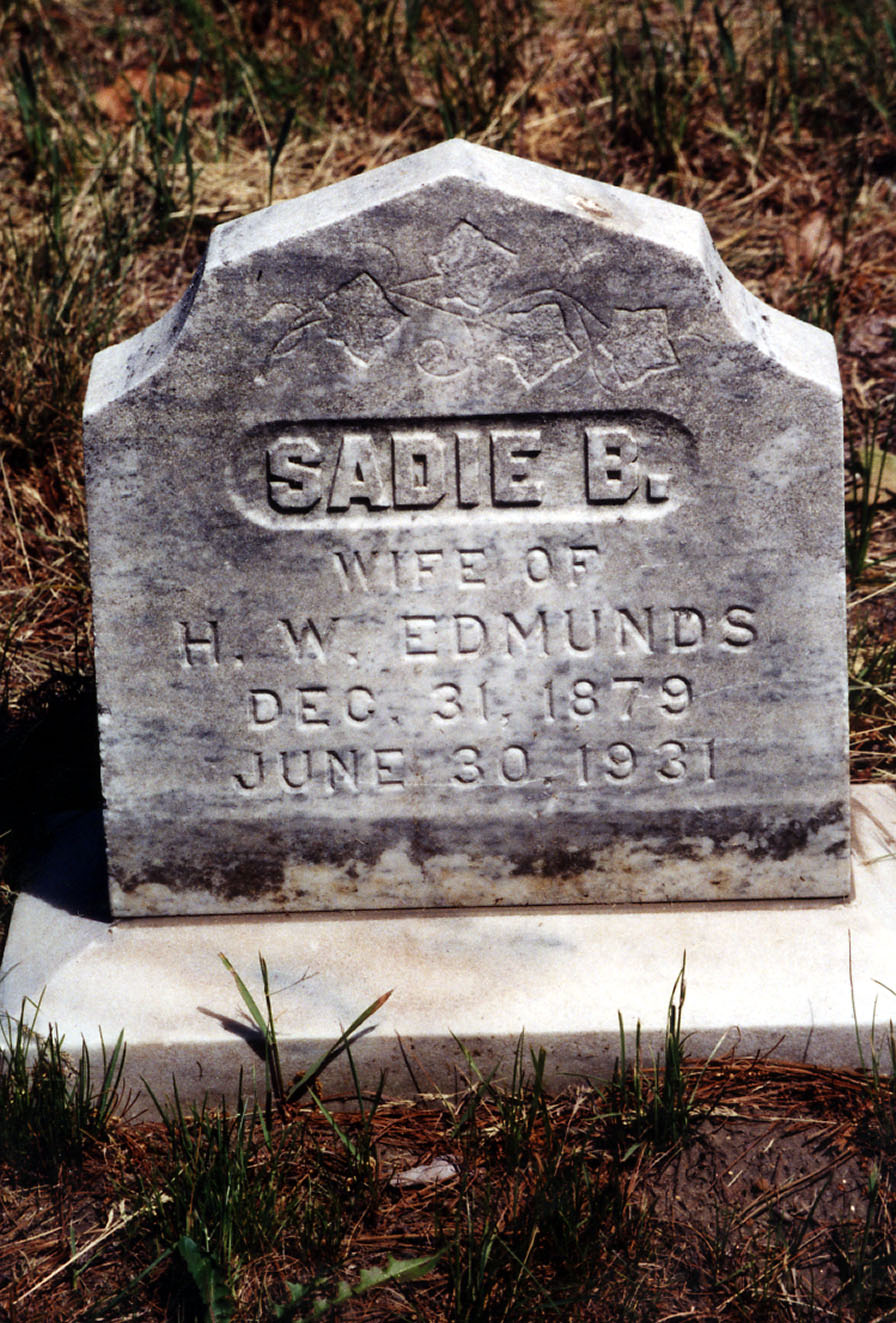 SADIE B.
WIFE OF
H. W. EDMUNDS
DEC. 31, 1879
JUNE 30, 1931